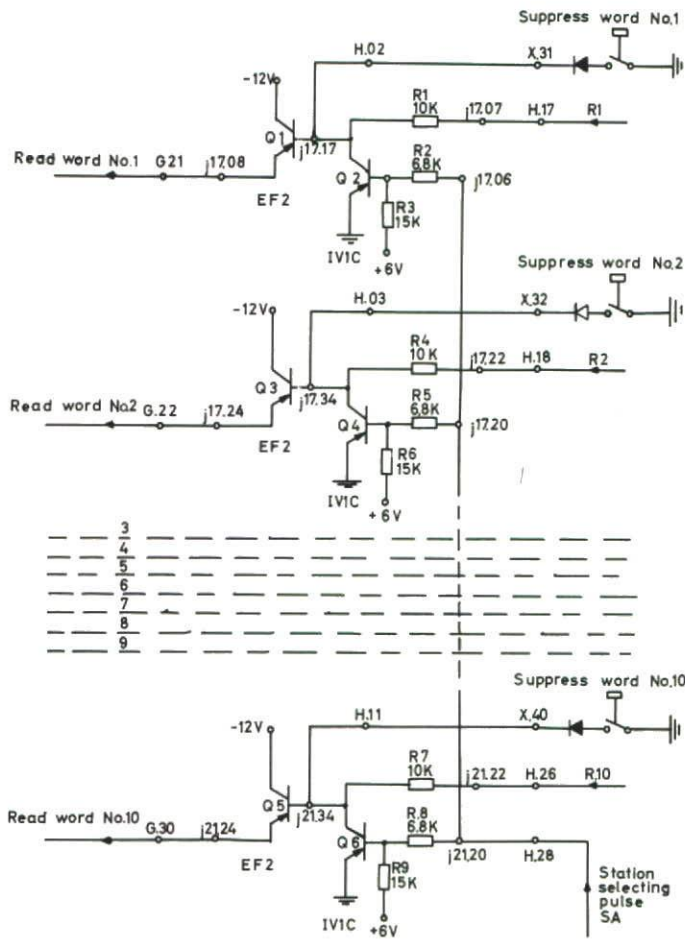 Suppress word No.1
H.02
X.31
-12V
R1
10K
j17.07
H.17
R1
Q1
j17.17
R2
6,8K
Read word No.1
G21
j17.08
Q2
j17.06
R3
15K
EF2
+6V
IV1C
Suppress word No.2
H.03
X.32
-12V
R4
10K
j17.22
H.18
R2
Q3
j17.34
R5
6,8K
Read word No.2
G.22
j17.24
Q4
j17.20
R6
15K
EF2
IV1C
+6V
3
4
5
6
7
8
9
Suppress word No.10
H.11
X.40
-12V
R7
10K
j21.22
H.26
R.10
Q5
j21.34
R.8
6.8K
Read word No.10
G.30
j21.24
Q6
j21.20
H.28
R9
15K
EF2
Station
selecting
pulse
SA
IV1C
+6V